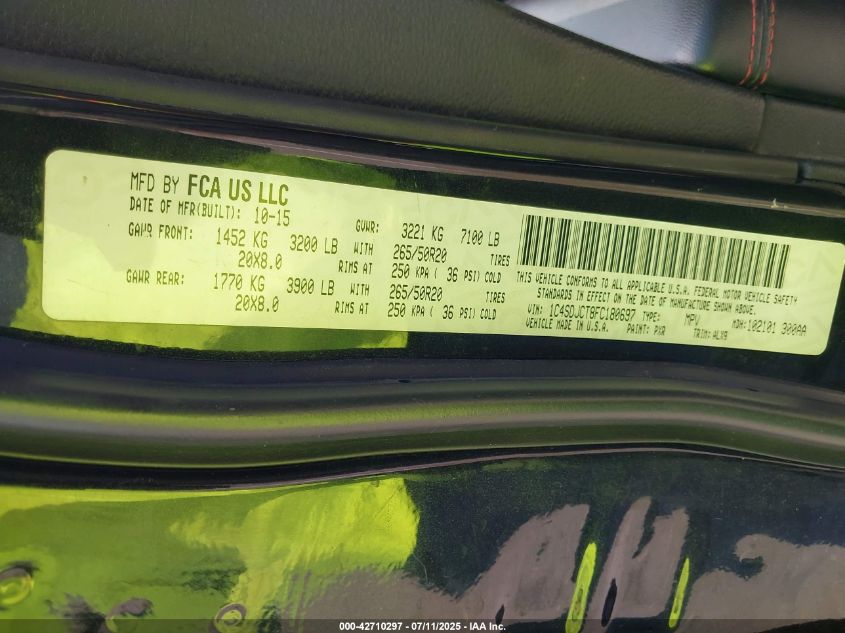 MFD BY FCA US LLC
DATE OF MFR(BUILT): 10-15 GVWR: 3221 KG 7100 LB
GAWR FRONT: 1452 KG 3200 LB WITH 265/50R20 TIRES
20X8.0 RIMS AT 250 KPA ( 36 PSI) COLD
GAWR REAR: 1770 KG 3900 LB WITH 265/50R20 TIRES
20X8.0 RIMS AT 250 KPA ( 36 PSI) COLD
THIS VEHICLE CONFORMS TO ALL APPLICABLE U.S.A. FEDERAL MOTOR VEHICLE SAFETY
STANDARDS IN EFFECT ON THE DATE OF MANUFACTURE SHOWN ABOVE.
VIN: 1C4SDJCT8FC180697 TYPE: MPV MDH: 102101 300AA
VEHICLE MADE IN U.S.A. PAINT: PXR TRIM: ALX9
000-42710297 - 07/11/2025 - IAA Inc.